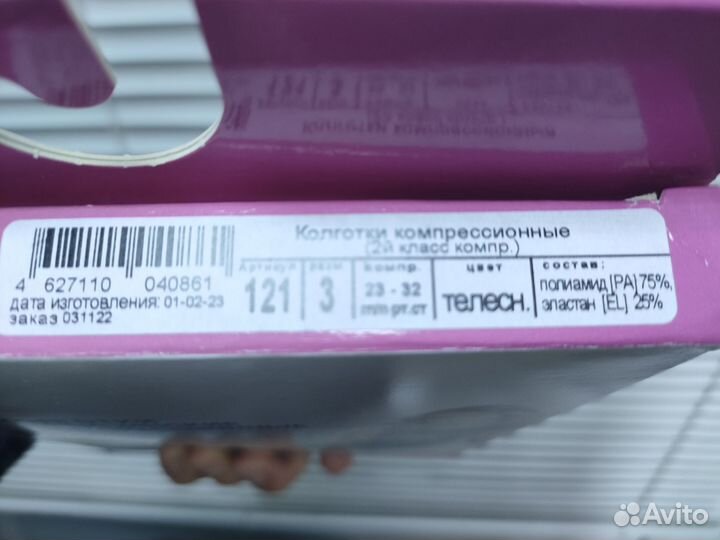 Колготки компрессионные
(2й класс компр.)
4 627110 040861
дата изготовления: 01-02-23
заказ 031122
Артикул
121
разм.
3
компр.
23 - 32
mm рт.ст
цвет
телесн.
состав:
полиамид [PA] 75%,
эластан [EL] 25%
Avito